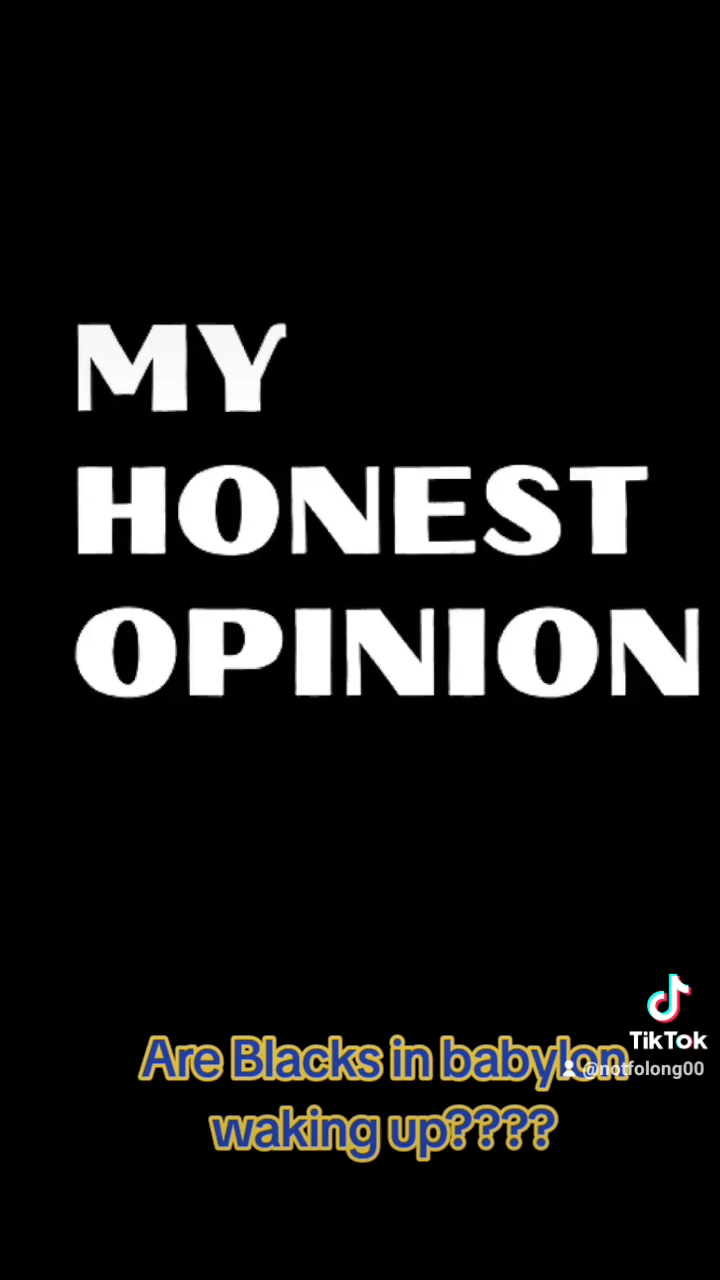 MY
HONEST
OPINION
TikTok
@notfolong00
Are Blacks in babylon
waking up????